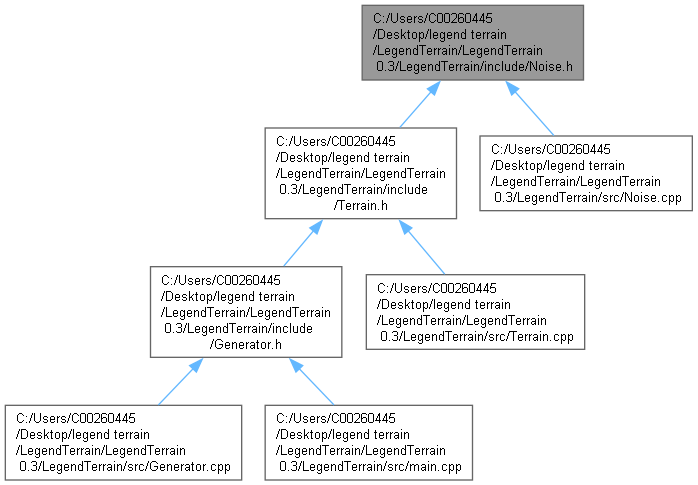 C:/Users/C00260445
/Desktop/legend terrain
/LegendTerrain/LegendTerrain
0.3/LegendTerrain/include/Noise.h
C:/Users/C00260445
/Desktop/legend terrain
/LegendTerrain/LegendTerrain
0.3/LegendTerrain/include
/Terrain.h
C:/Users/C00260445
/Desktop/legend terrain
/LegendTerrain/LegendTerrain
0.3/LegendTerrain/src/Noise.cpp
C:/Users/C00260445
/Desktop/legend terrain
/LegendTerrain/LegendTerrain
0.3/LegendTerrain/include
/Generator.h
C:/Users/C00260445
/Desktop/legend terrain
/LegendTerrain/LegendTerrain
0.3/LegendTerrain/src/Terrain.cpp
C:/Users/C00260445
/Desktop/legend terrain
/LegendTerrain/LegendTerrain
0.3/LegendTerrain/src/Generator.cpp
C:/Users/C00260445
/Desktop/legend terrain
/LegendTerrain/LegendTerrain
0.3/LegendTerrain/src/main.cpp